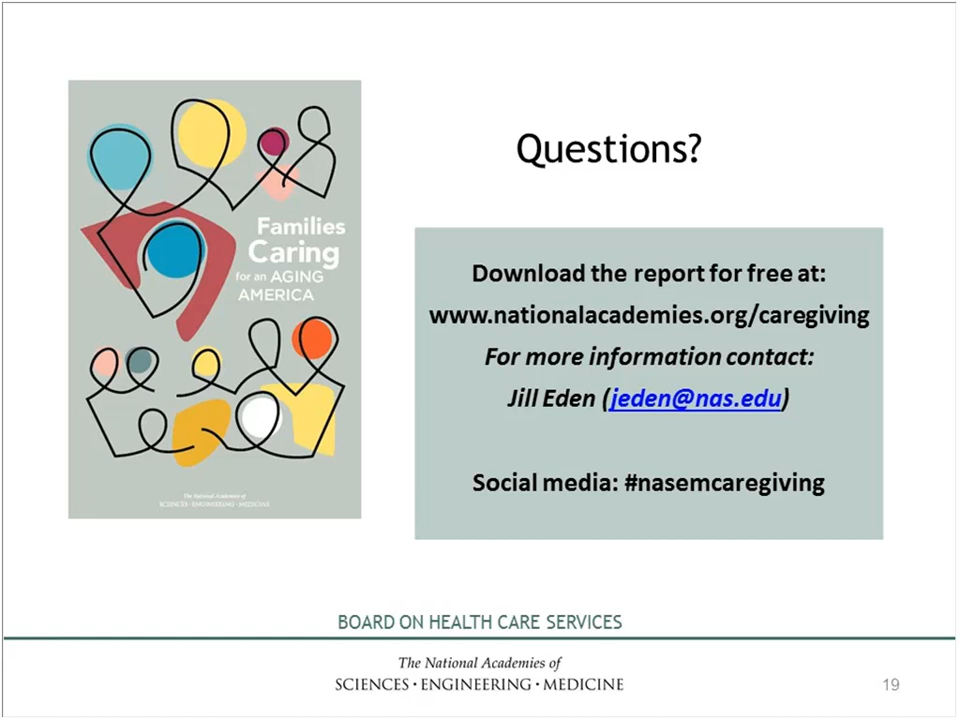 Families
Caring
for an AGING
AMERICA
The National Academies of
SCIENCES · ENGINEERING · MEDICINE
Questions?
Download the report for free at:
www.nationalacademies.org/caregiving
For more information contact:
Jill Eden (jeden@nas.edu)
Social media: #nasemcaregiving
BOARD ON HEALTH CARE SERVICES
The National Academies of
SCIENCES · ENGINEERING · MEDICINE
19